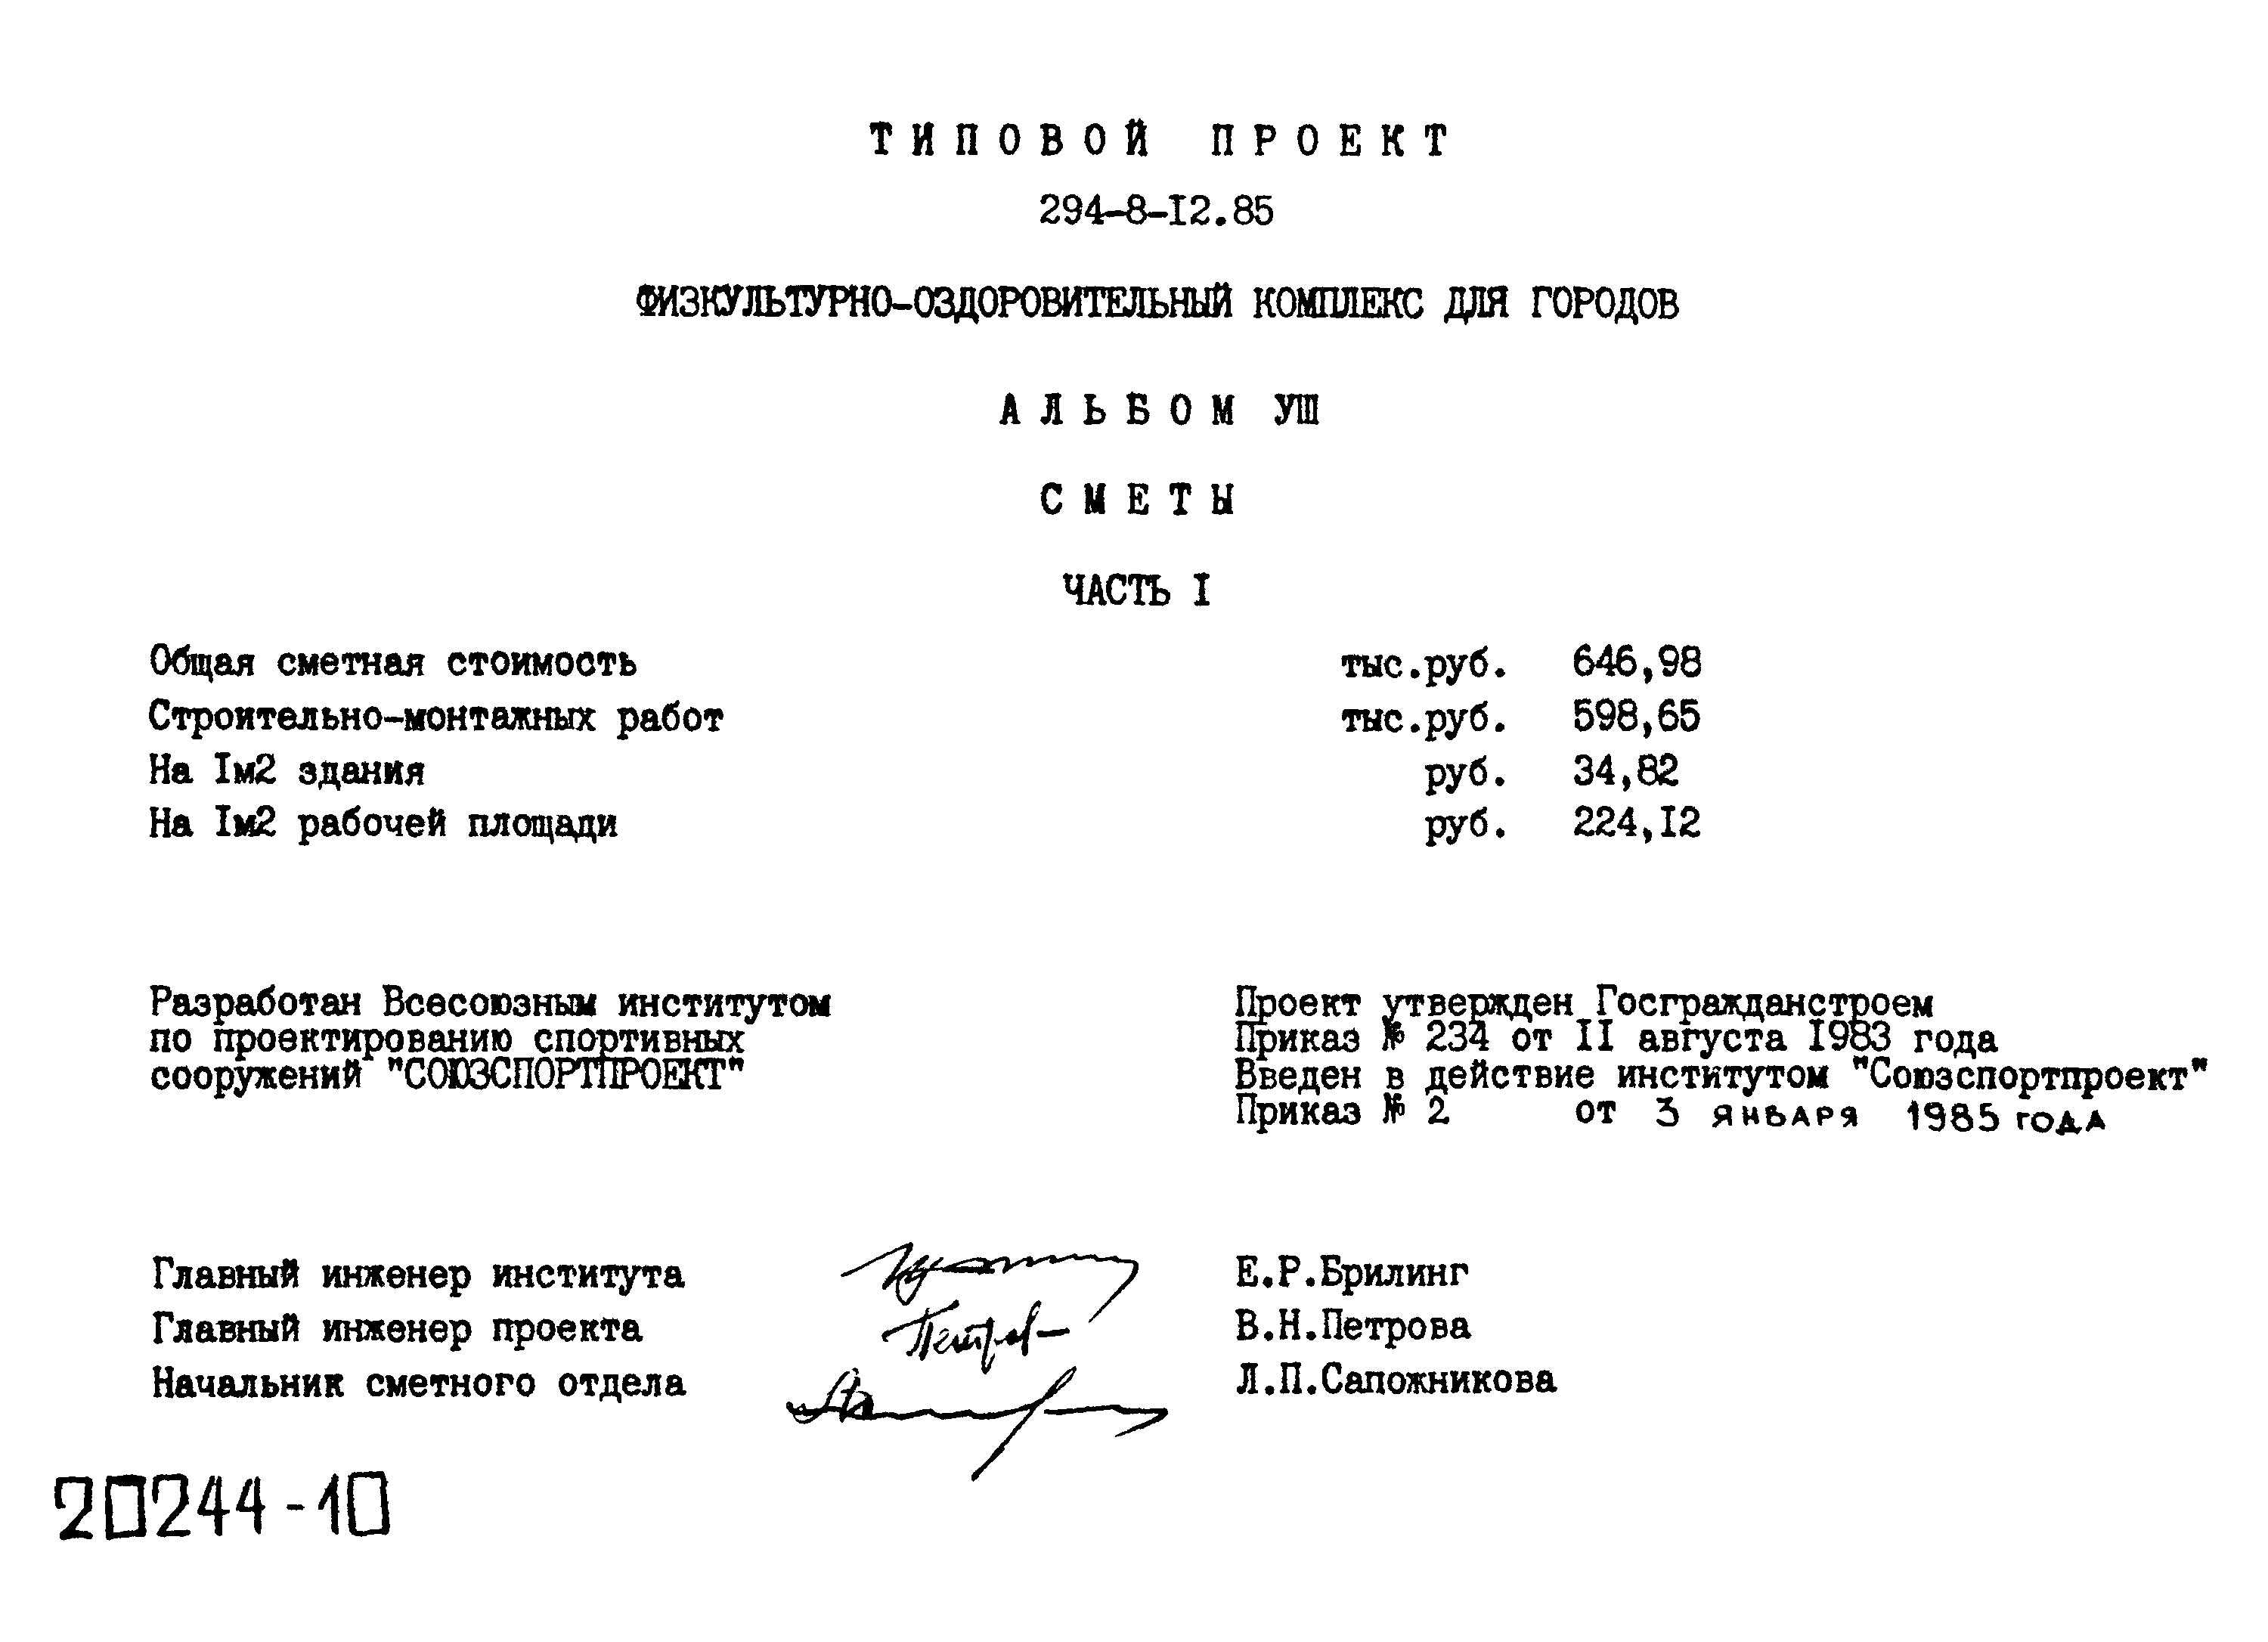 ТИПОВОЙ ПРОЕКТ
294-8-I2.85
ФИЗКУЛЬТУРНО-ОЗДОРОВИТЕЛЬНЫЙ КОМПЛЕКС ДЛЯ ГОРОДОВ
АЛЬБОМ УШ
СМЕТЫ
ЧАСТЬ I
Общая сметная стоимость тыс.руб. 646,98
Строительно-монтажных работ тыс.руб. 598,65
На Iм2 здания руб. 34,82
На Iм2 рабочей площади руб. 224,I2
Разработан Всесоюзным институтом
по проектированию спортивных
сооружений "СОЮЗСПОРТПРОЕКТ"
Проект утвержден Госгражданстроем
Приказ № 234 от II августа I983 года
Введен в действие институтом "Союзспортпроект"
Приказ № 2 от 3 января 1985 года
Главный инженер института Е.Р.Брилинг
Главный инженер проекта Петров В.Н.Петрова
Начальник сметного отдела Л.П.Сапожникова
20244-10